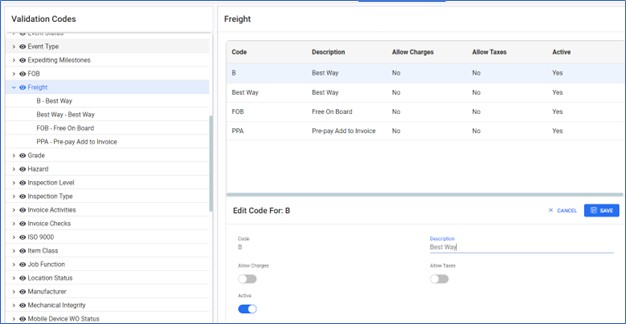 Validation Codes
Event Status
Event Type
Expediting Milestones
FOB
Freight
B - Best Way
Best Way - Best Way
FOB - Free On Board
PPA - Pre-pay Add to Invoice
Grade
Hazard
Inspection Level
Inspection Type
Invoice Activities
Invoice Checks
ISO 9000
Item Class
Job Function
Location Status
Manufacturer
Mechanical Integrity
Mobile Device WO Status
Freight
Code Description Allow Charges Allow Taxes Active
B Best Way No No Yes
Best Way Best Way No No Yes
FOB Free On Board No No Yes
PPA Pre-pay Add to Invoice No No Yes
Edit Code For: B
× CANCEL SAVE
Code Description
B Best Way
Allow Charges Allow Taxes
Active